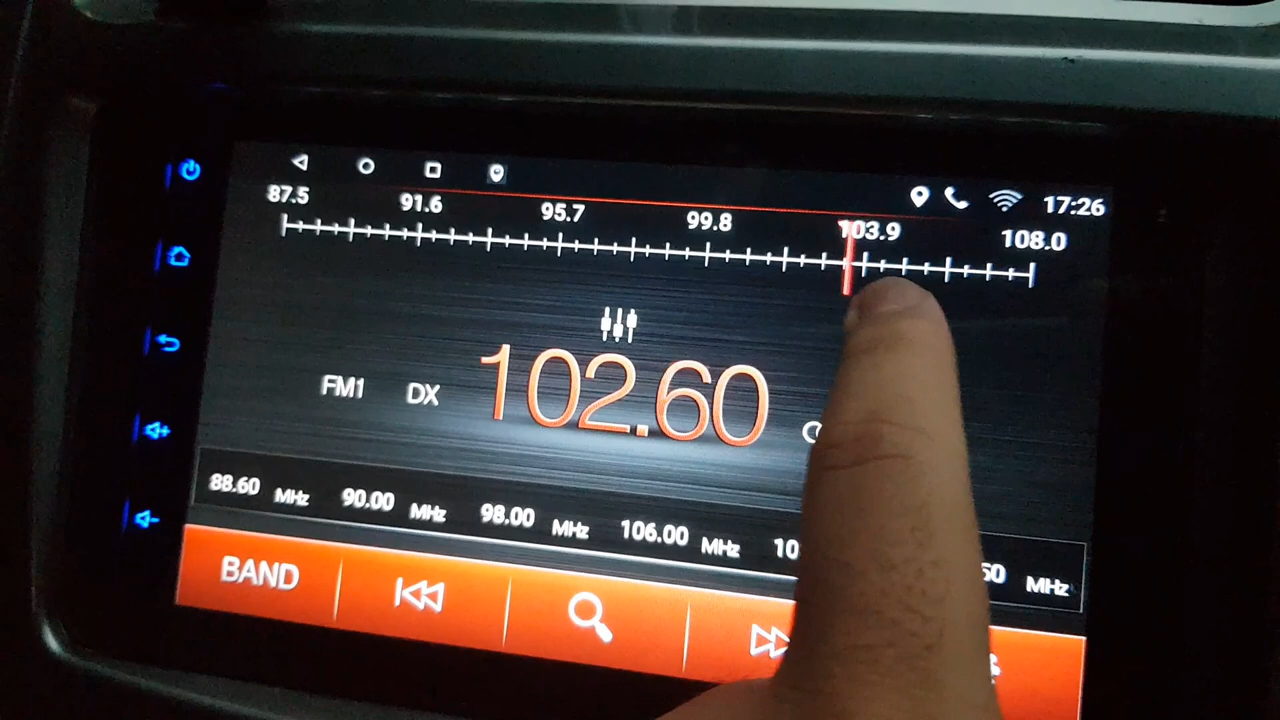 17:26
87.5 91.6 95.7 99.8 103.9 108.0
102.60
FM1 DX
88.60 MHz 90.00 MHz 98.00 MHz 106.00 MHz MHz
BAND